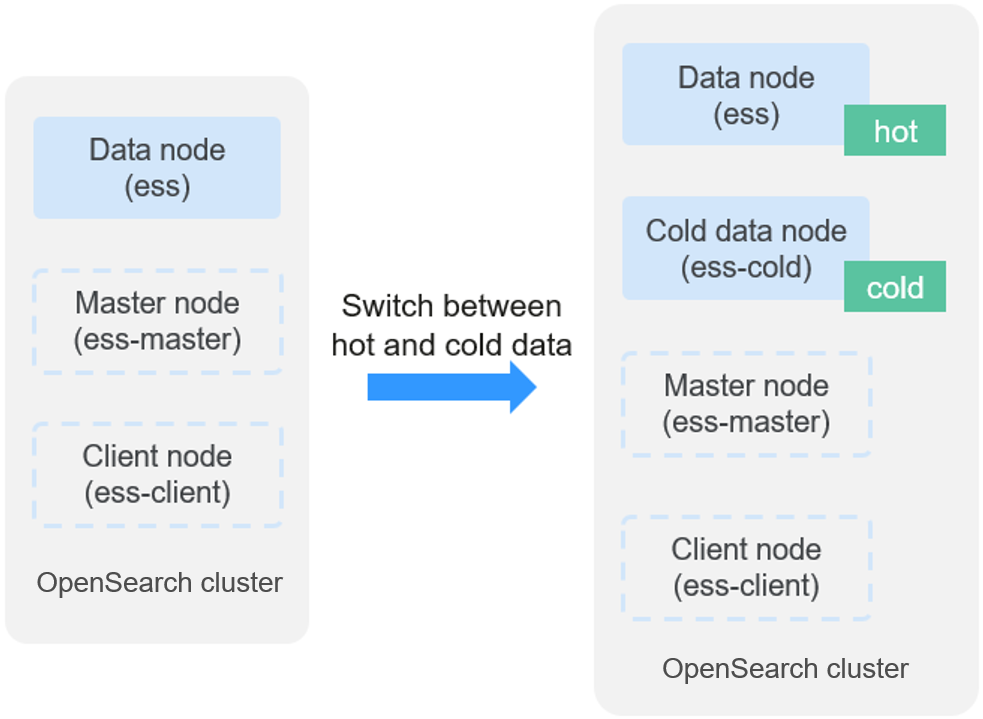 Data node
(ess)
Master node
(ess-master)
Client node
(ess-client)
OpenSearch cluster
Switch between
hot and cold data
Data node
(ess)
hot
Cold data node
(ess-cold)
cold
Master node
(ess-master)
Client node
(ess-client)
OpenSearch cluster